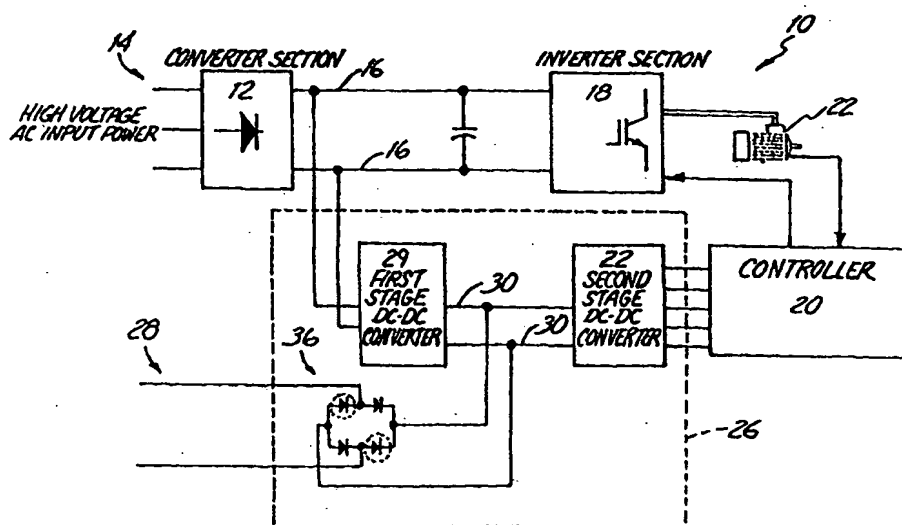 10
14
CONVERTER SECTION
12
HIGH VOLTAGE
AC INPUT POWER
16
16
INVERTER SECTION
18
22
29
FIRST
STAGE
DC-DC
CONVERTER
30
30
22
SECOND
STAGE
DC-DC
CONVERTER
CONTROLLER
20
28
36
26